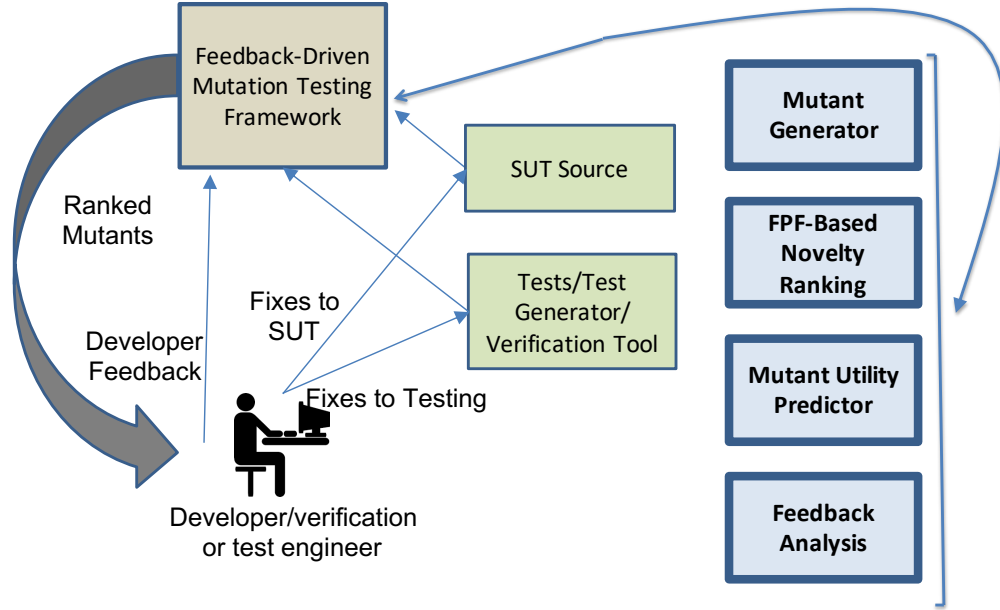 Feedback-Driven
Mutation Testing
Framework
Ranked
Mutants
Developer
Feedback
Fixes to
SUT
Fixes to Testing
Developer/verification
or test engineer
SUT Source
Tests/Test
Generator/
Verification Tool
Mutant
Generator
FPF-Based
Novelty
Ranking
Mutant Utility
Predictor
Feedback
Analysis